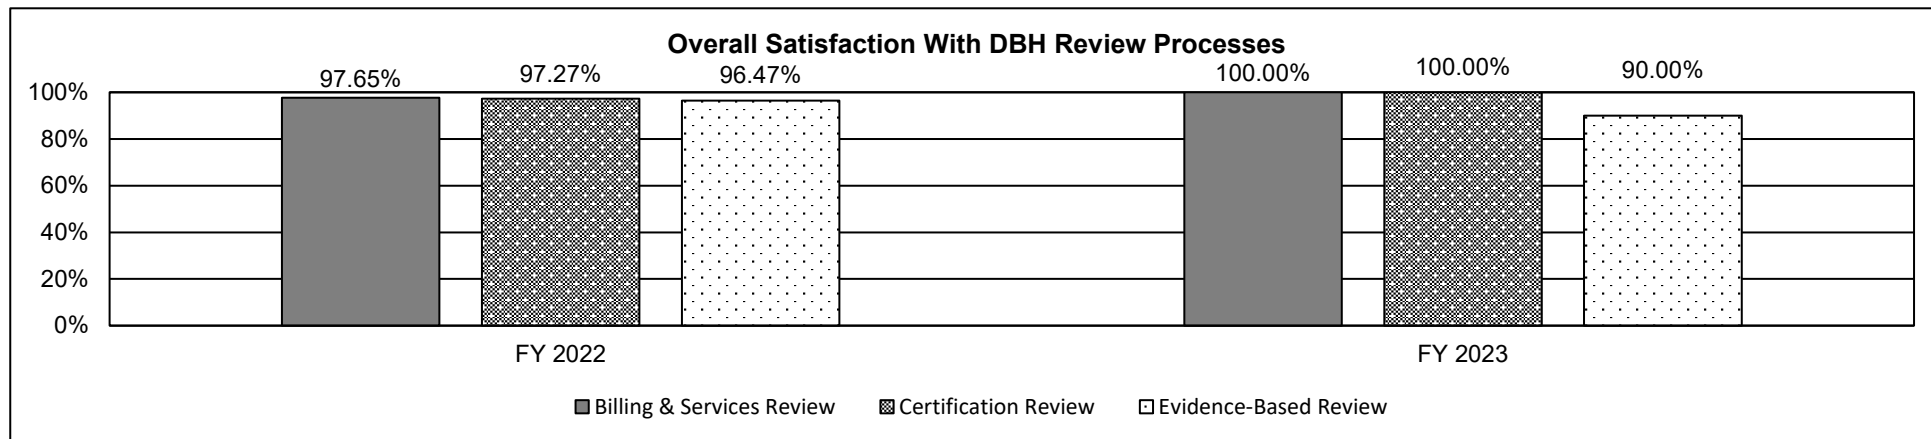 Overall Satisfaction With DBH Review Processes
97.65% 97.27% 96.47% 100.00% 100.00% 90.00%
100%
80%
60%
40%
20%
0%
FY 2022 FY 2023
Billing & Services Review Certification Review Evidence-Based Review